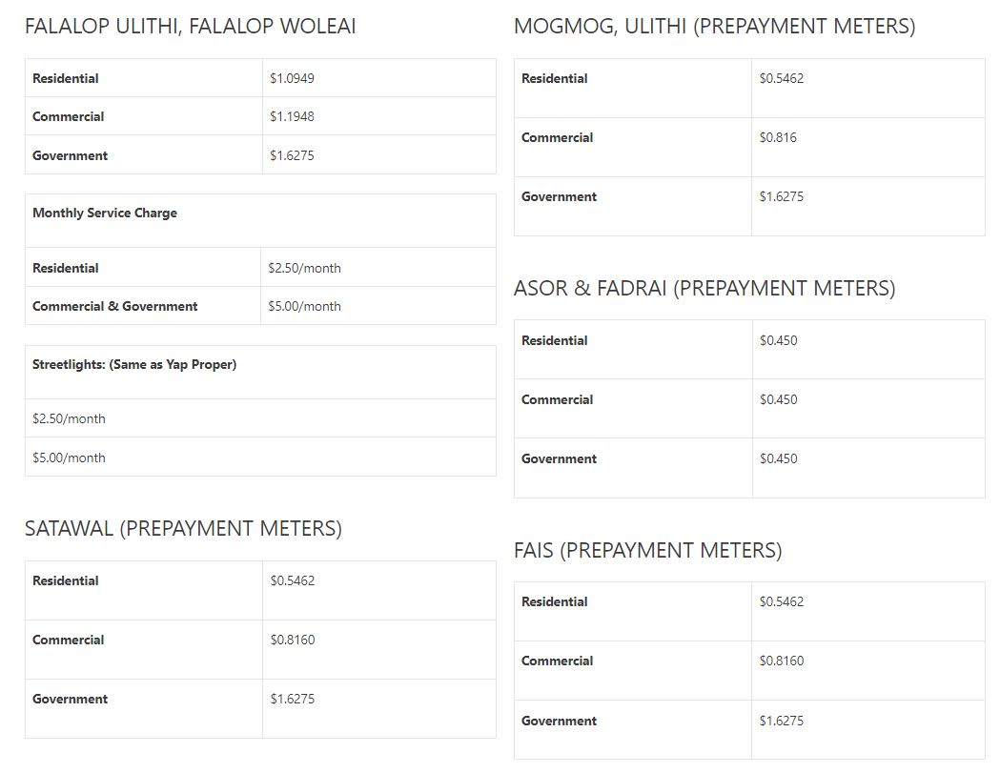 FALALOP ULITHI, FALALOP WOLEAI
Residential $1.0949
Commercial $1.1948
Government $1.6275
Monthly Service Charge
Residential $2.50/month
Commercial & Government $5.00/month
Streetlights: (Same as Yap Proper)
$2.50/month
$5.00/month
SATAWAL (PREPAYMENT METERS)
Residential $0.5462
Commercial $0.8160
Government $1.6275
MOGMOG, ULITHI (PREPAYMENT METERS)
Residential $0.5462
Commercial $0.816
Government $1.6275
ASOR & FADRAI (PREPAYMENT METERS)
Residential $0.450
Commercial $0.450
Government $0.450
FAIS (PREPAYMENT METERS)
Residential $0.5462
Commercial $0.8160
Government $1.6275